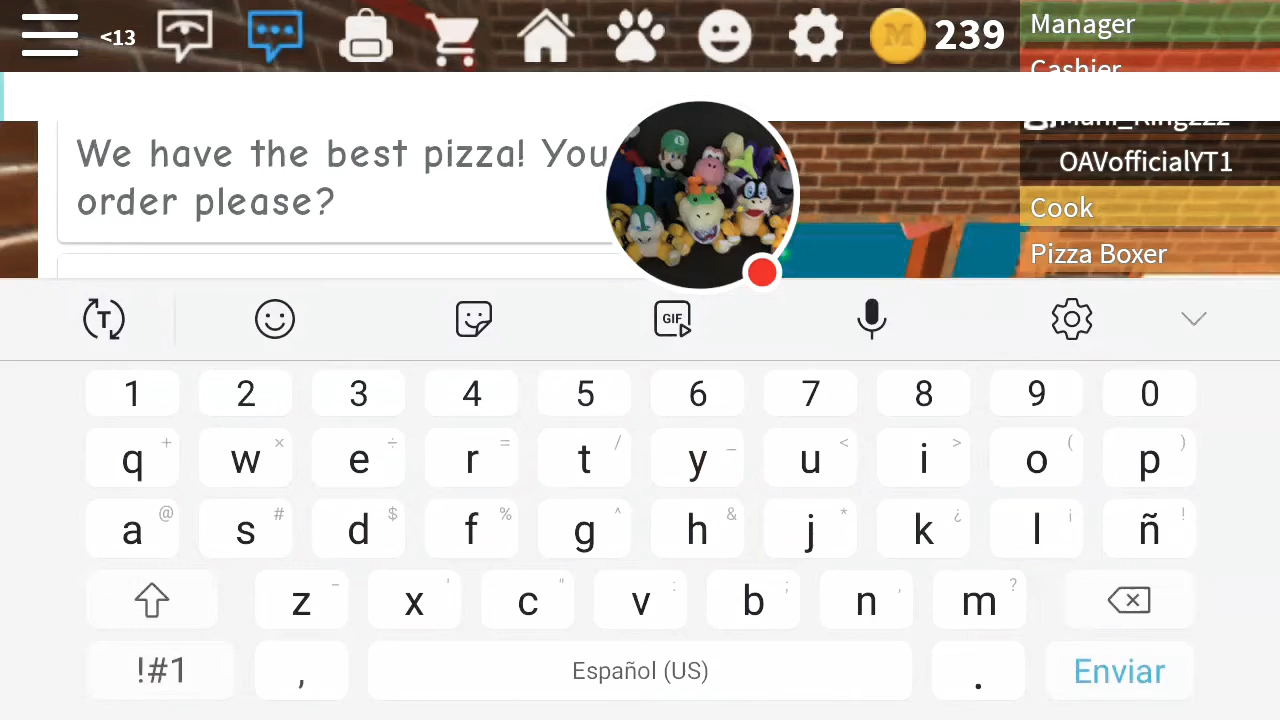 <13
239
Manager
Cashier
OAVofficialYT1
We have the best pizza! You
order please?
Cook
Pizza Boxer
T
GIF
1 2 3 4 5 6 7 8 9 0
q + w × e ÷ r = t / y _ u < i > o ( p )
a @ s # d $ f % g ^ h & j * k ¿ l ¡ ñ !
z - x ' c " v : b ; n , m ?
!#1 , Español (US) . Enviar